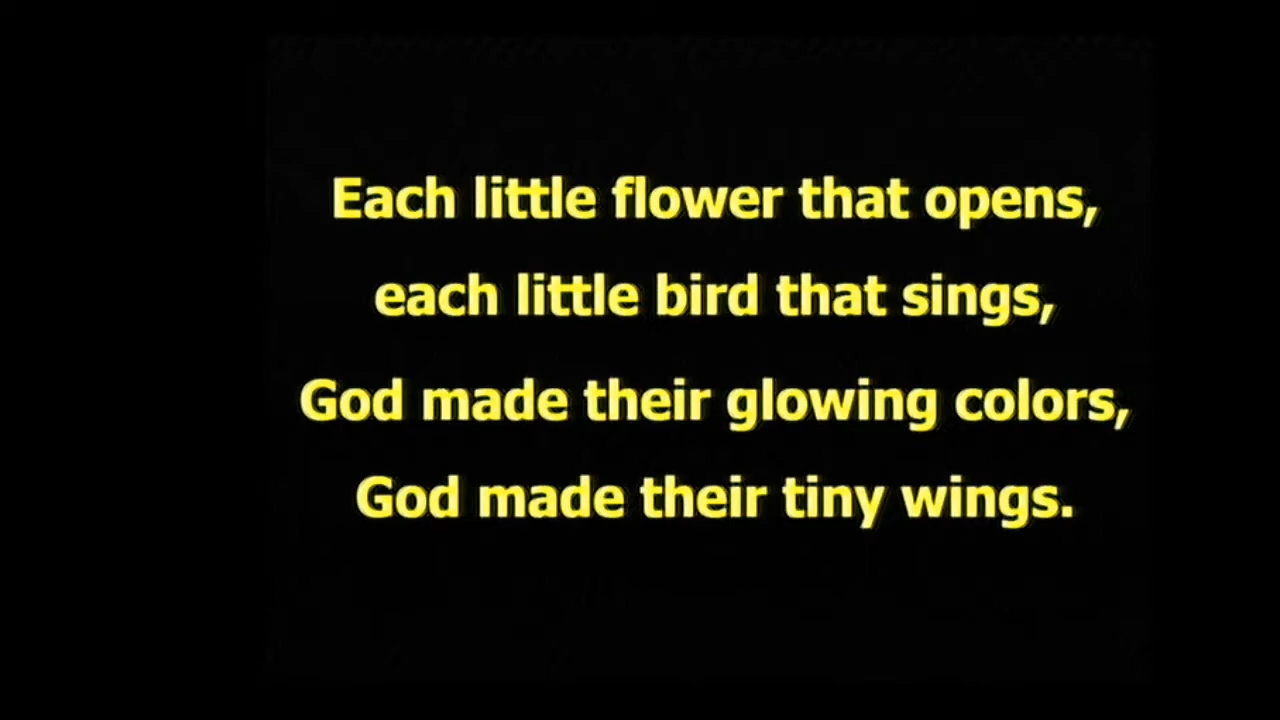 Each little flower that opens,
each little bird that sings,
God made their glowing colors,
God made their tiny wings.